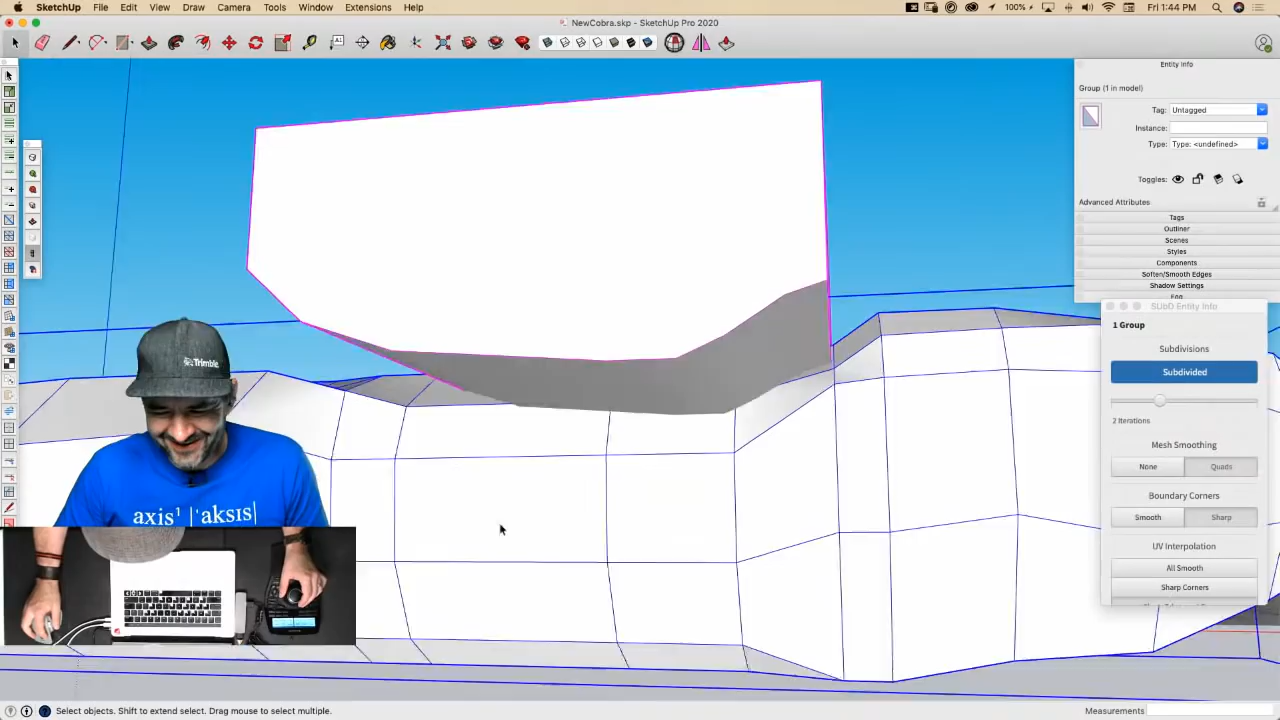 SketchUp File Edit View Draw Camera Tools Window Extensions Help
100% Fri 1:44 PM
NewCobra.skp - SketchUp Pro 2020
Entity Info
Group (1 in model)
Tag: Untagged
Instance:
Type: Type: <undefined>
Toggles:
Advanced Attributes
Tags
Outliner
Scenes
Styles
Components
Soften/Smooth Edges
Shadow Settings
Fog
SUbD Entity Info
1 Group
Subdivisions
Subdivided
2 Iterations
Mesh Smoothing
None Quads
Boundary Corners
Smooth Sharp
UV Interpolation
All Smooth
Sharp Corners
Trimble
axis¹ |ˈaksɪs|
Select objects. Shift to extend select. Drag mouse to select multiple.
Measurements